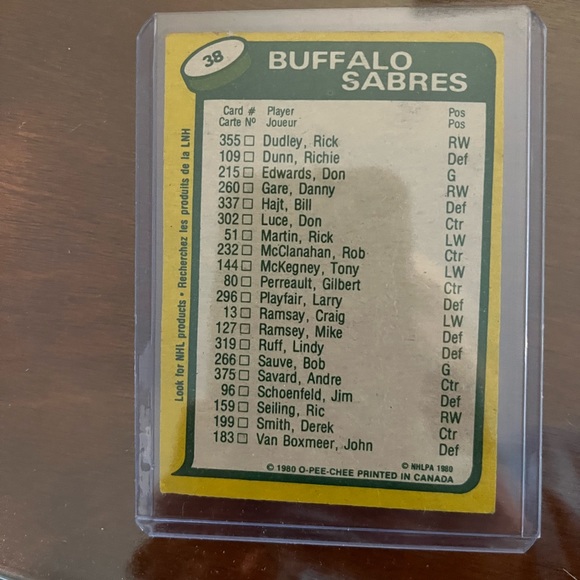 38
BUFFALO
SABRES
Card # Player Pos
Carte Nº Joueur Pos
355 Dudley, Rick RW
109 Dunn, Richie Def
215 Edwards, Don G
260 Gare, Danny RW
337 Hajt, Bill Def
302 Luce, Don Ctr
51 Martin, Rick LW
232 McClanahan, Rob Ctr
144 McKegney, Tony LW
80 Perreault, Gilbert Ctr
296 Playfair, Larry Def
13 Ramsay, Craig LW
127 Ramsey, Mike Def
319 Ruff, Lindy Def
266 Sauve, Bob G
375 Savard, Andre Ctr
96 Schoenfeld, Jim Def
159 Seiling, Ric RW
199 Smith, Derek Ctr
183 Van Boxmeer, John Def
© NHLPA 1980
© 1980 O-PEE-CHEE PRINTED IN CANADA
Look for NHL products • Recherchez les produits de la LNH